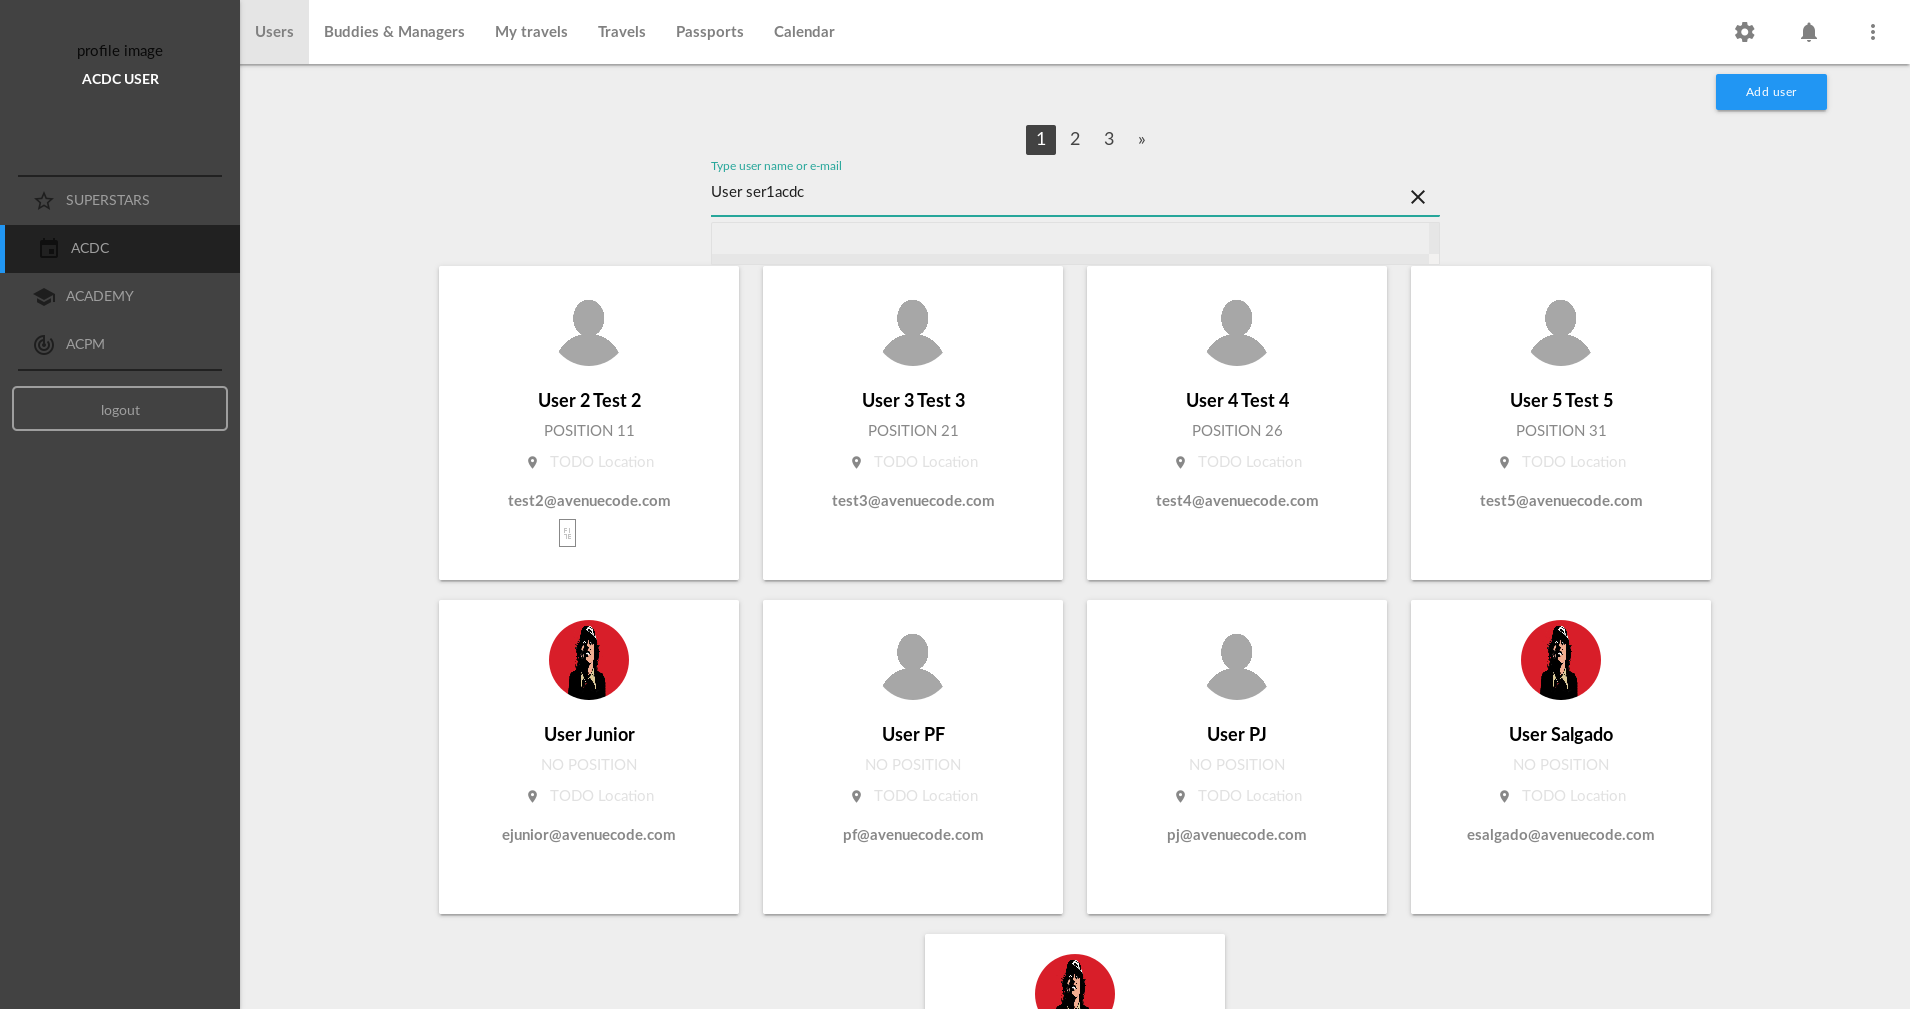 profile image
ACDC USER
SUPERSTARS
ACDC
ACADEMY
ACPM
logout
Users Buddies & Managers My travels Travels Passports Calendar
Add user
1 2 3 »
Type user name or e-mail
User ser1acdc
User 2 Test 2
POSITION 11
TODO Location
test2@avenuecode.com
User 3 Test 3
POSITION 21
TODO Location
test3@avenuecode.com
User 4 Test 4
POSITION 26
TODO Location
test4@avenuecode.com
User 5 Test 5
POSITION 31
TODO Location
test5@avenuecode.com
User Junior
NO POSITION
TODO Location
ejunior@avenuecode.com
User PF
NO POSITION
TODO Location
pf@avenuecode.com
User PJ
NO POSITION
TODO Location
pj@avenuecode.com
User Salgado
NO POSITION
TODO Location
esalgado@avenuecode.com